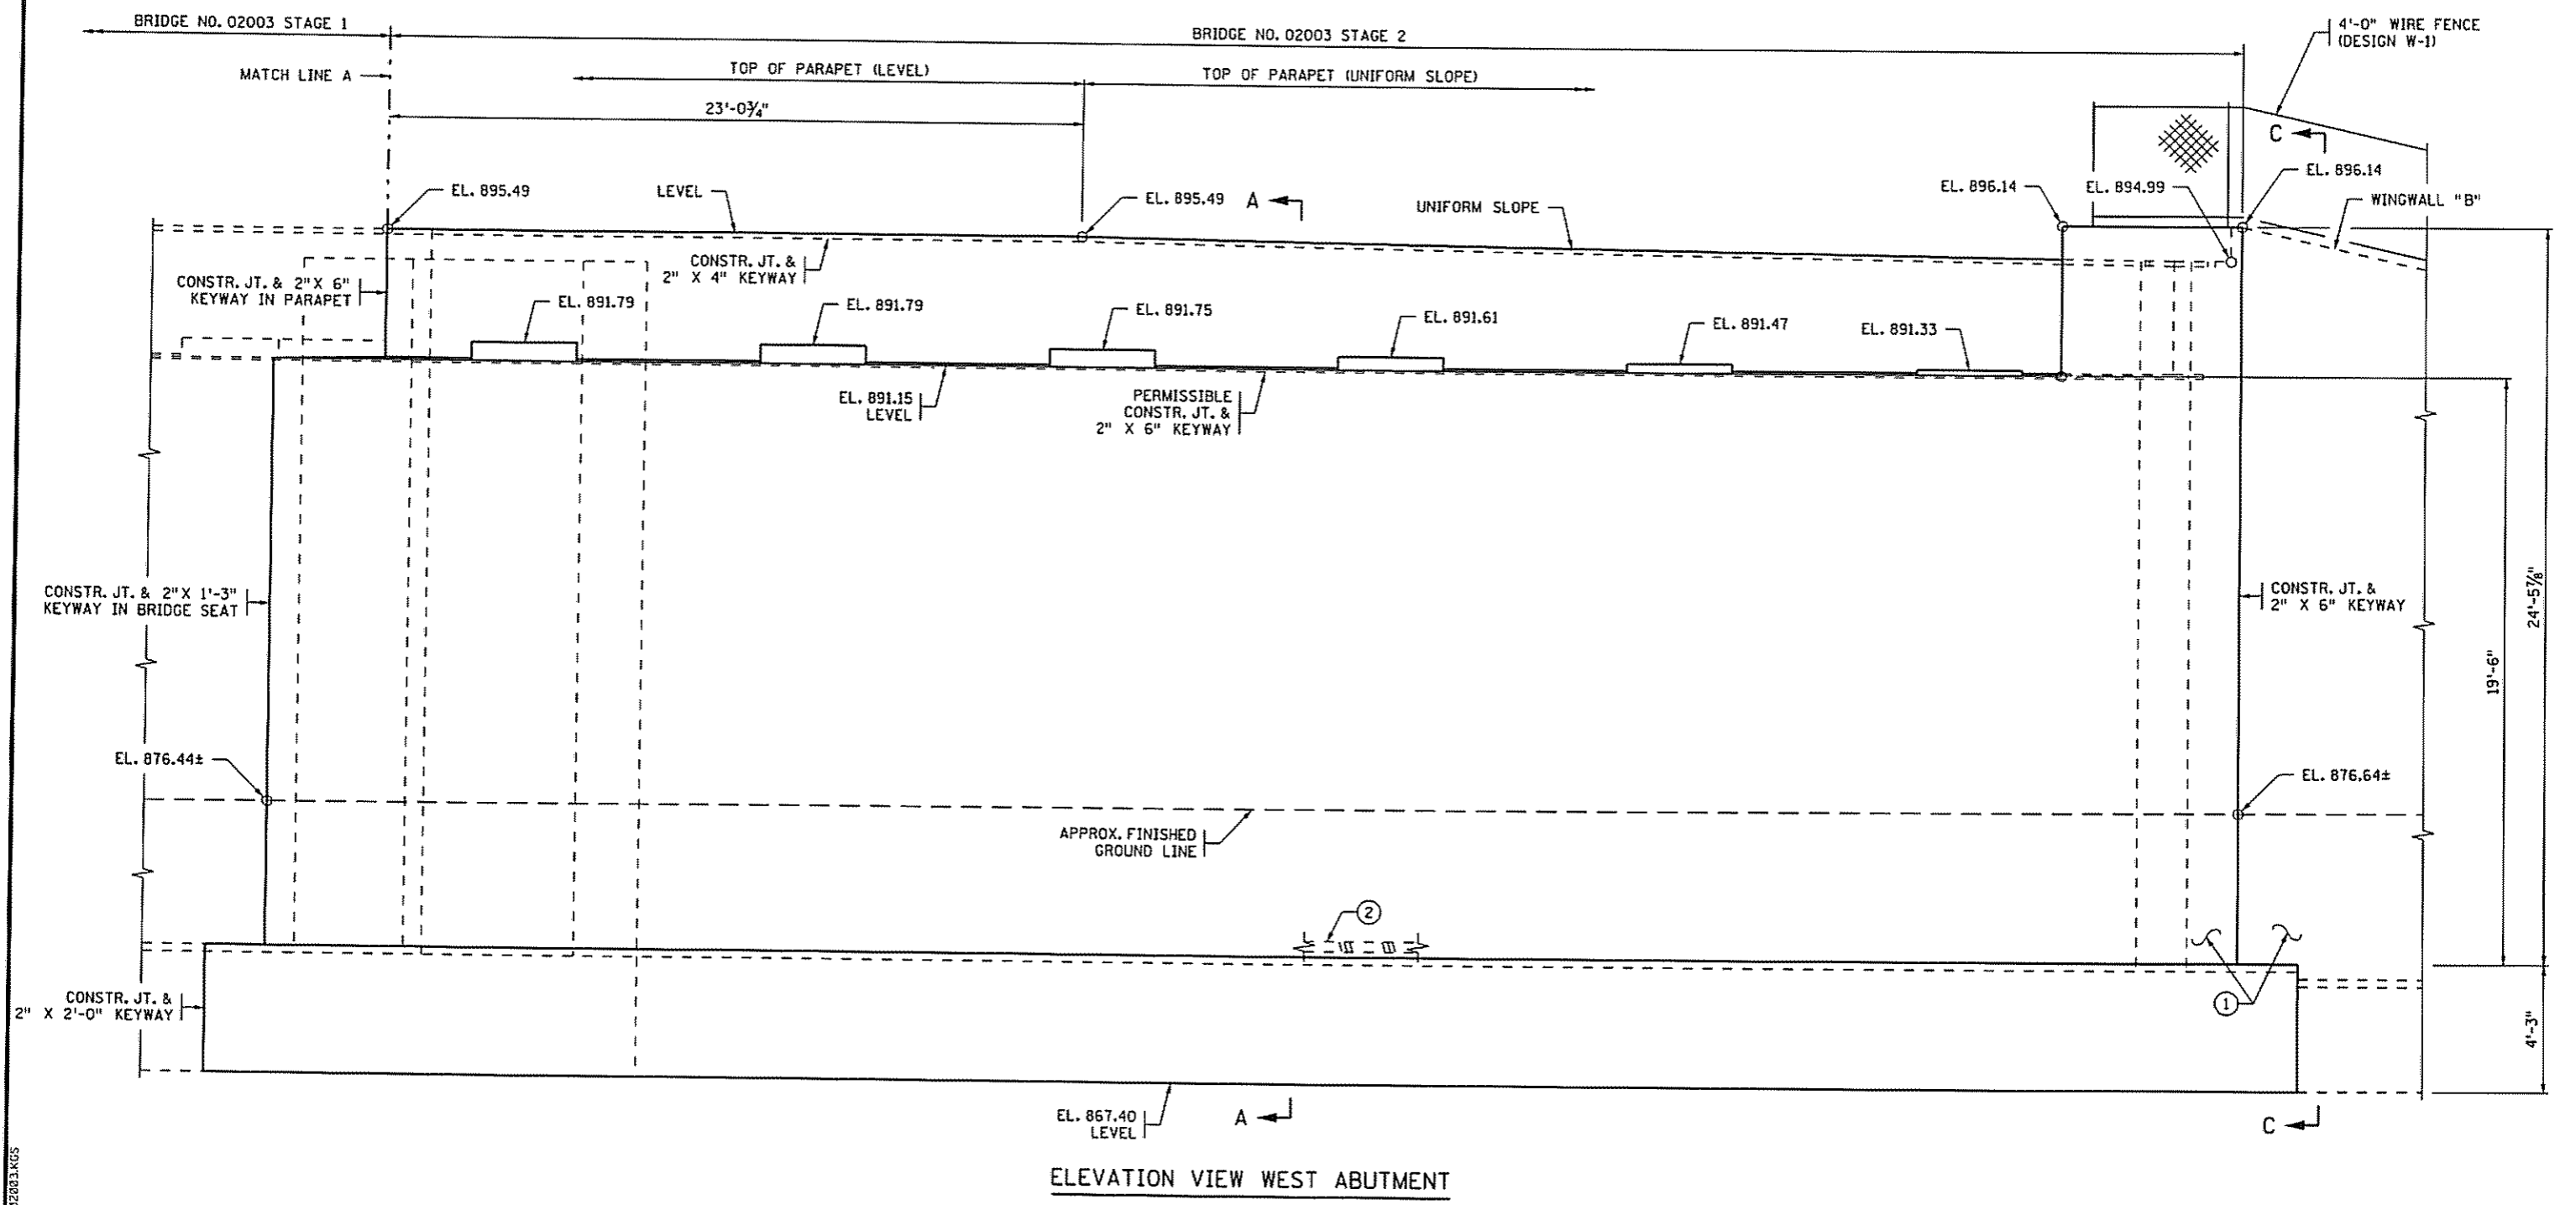 BRIDGE NO. 02003 STAGE 1
BRIDGE NO. 02003 STAGE 2
4'-0" WIRE FENCE
(DESIGN W-1)
MATCH LINE A
TOP OF PARAPET (LEVEL)
TOP OF PARAPET (UNIFORM SLOPE)
23'-0¾"
C
EL. 895.49
LEVEL
EL. 895.49
A
UNIFORM SLOPE
EL. 896.14
EL. 894.99
EL. 896.14
WINGWALL "B"
CONSTR. JT. & 2" X 6"
KEYWAY IN PARAPET
CONSTR. JT. &
2" X 4" KEYWAY
EL. 891.79
EL. 891.79
EL. 891.75
EL. 891.61
EL. 891.47
EL. 891.33
EL. 891.15
LEVEL
PERMISSIBLE
CONSTR. JT. &
2" X 6" KEYWAY
CONSTR. JT. & 2" X 1'-3"
KEYWAY IN BRIDGE SEAT
CONSTR. JT. &
2" X 6" KEYWAY
24'-5⅞"
19'-6"
EL. 876.44±
EL. 876.64±
APPROX. FINISHED
GROUND LINE
2
CONSTR. JT. &
2" X 2'-0" KEYWAY
1
4'-3"
EL. 867.40
LEVEL
A
C
ELEVATION VIEW WEST ABUTMENT